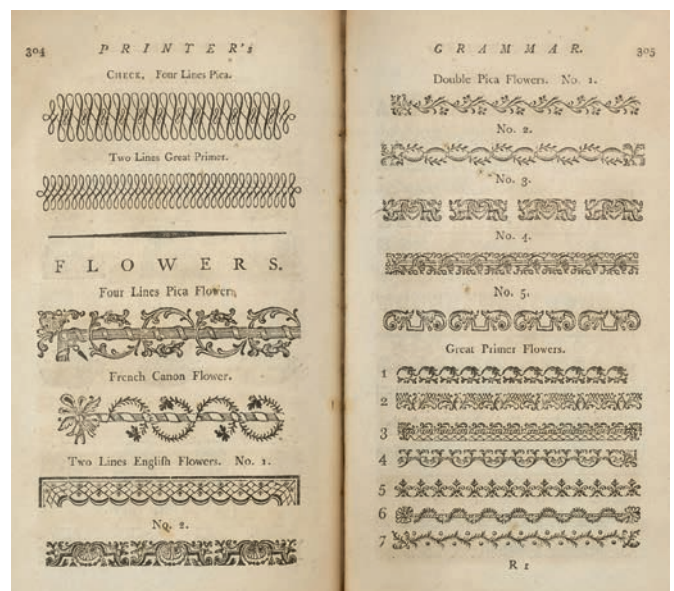 304 PRINTER's
CHECK, Four Lines Pica.
Two Lines Great Primer.
FLOWERS.
Four Lines Pica Flower.
French Canon Flower.
Two Lines Engliſh Flowers. No. 1.
No. 2.
GRAMMAR. 305
Double Pica Flowers. No. 1.
No. 2.
No. 3.
No. 4.
No. 5.
Great Primer Flowers.
1
2
3
4
5
6
7
R 1